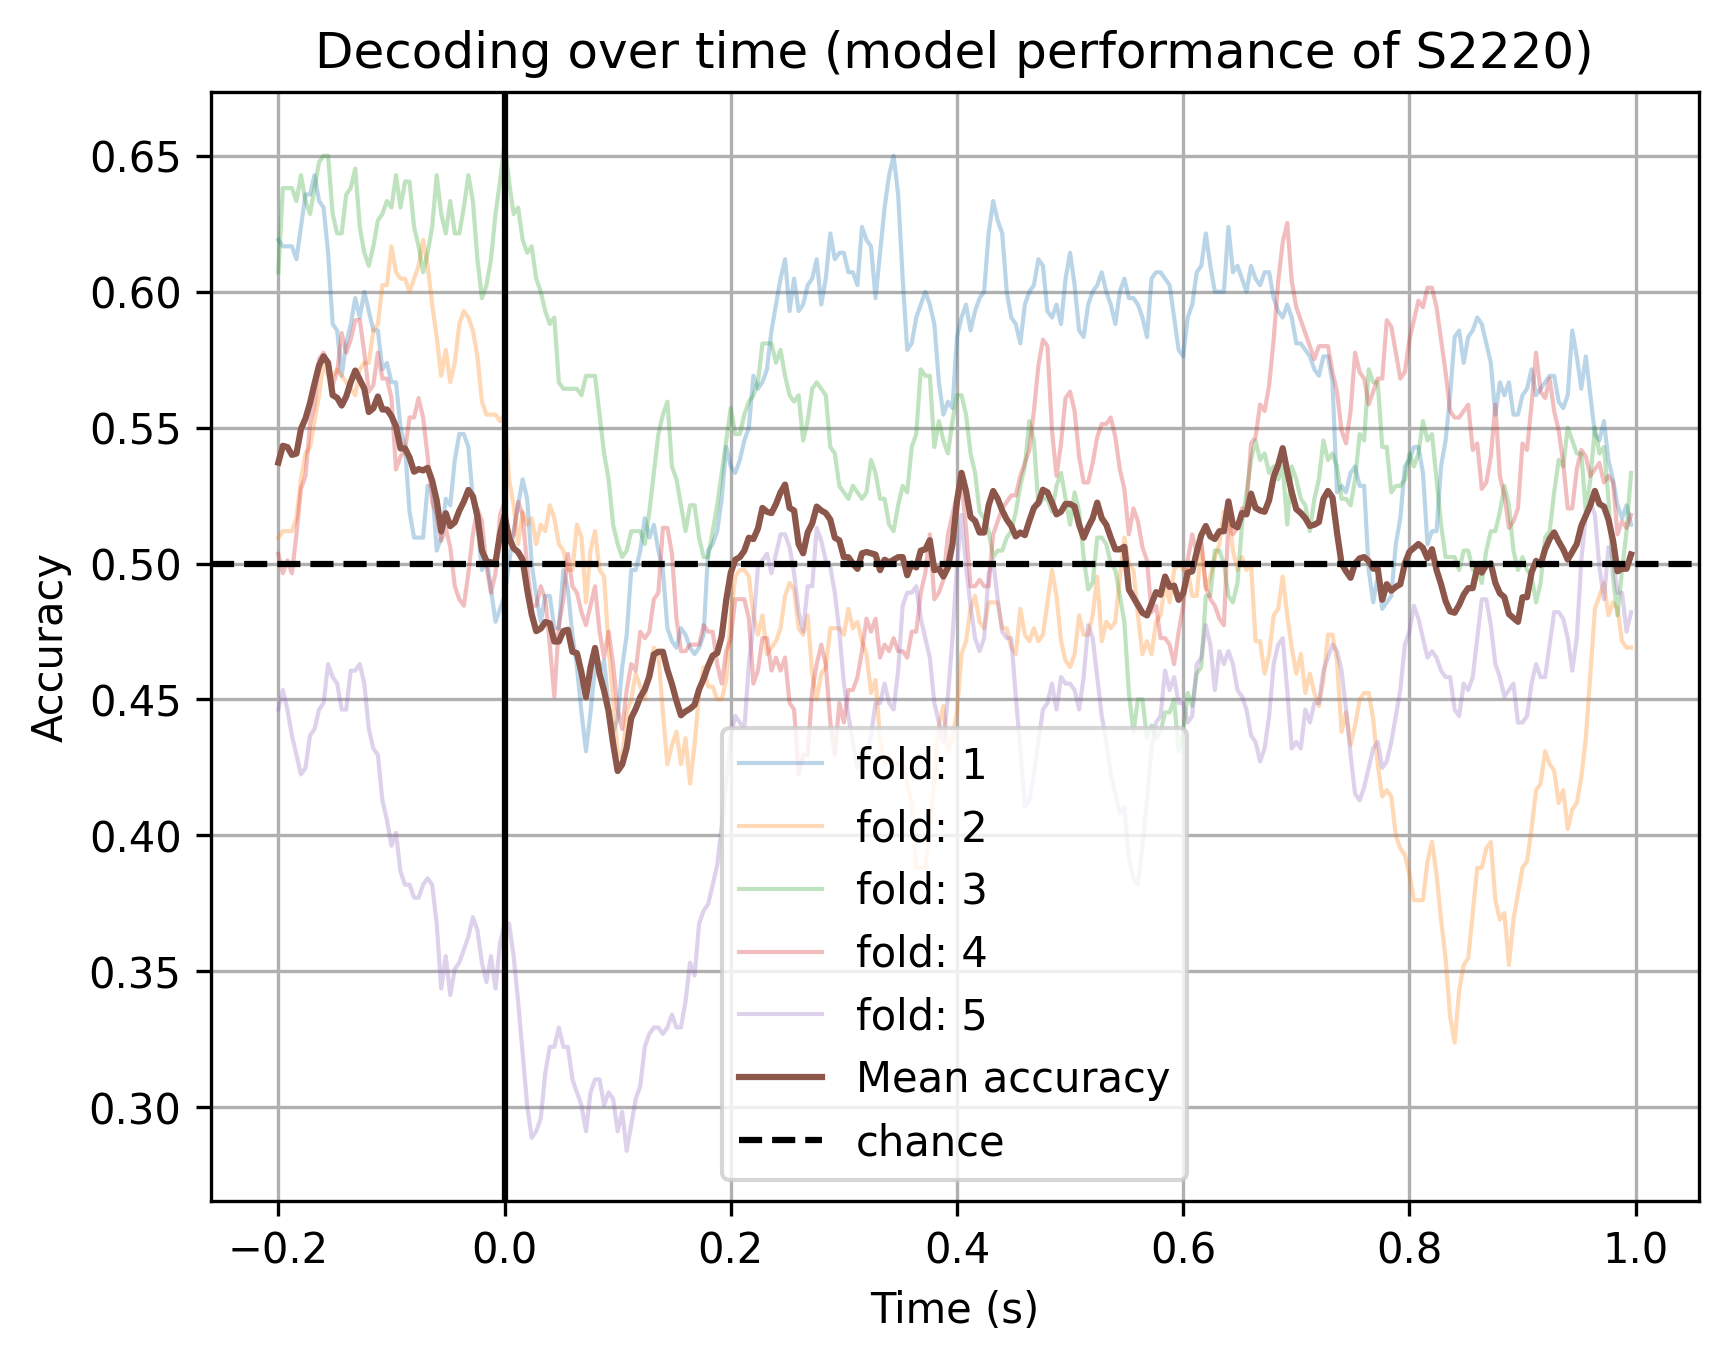 Decoding over time (model performance of S2220)
Accuracy
0.65
0.60
0.55
0.50
0.45
0.40
0.35
0.30
fold: 1
fold: 2
fold: 3
fold: 4
fold: 5
Mean accuracy
chance
−0.2 0.0 0.2 0.4 0.6 0.8 1.0
Time (s)